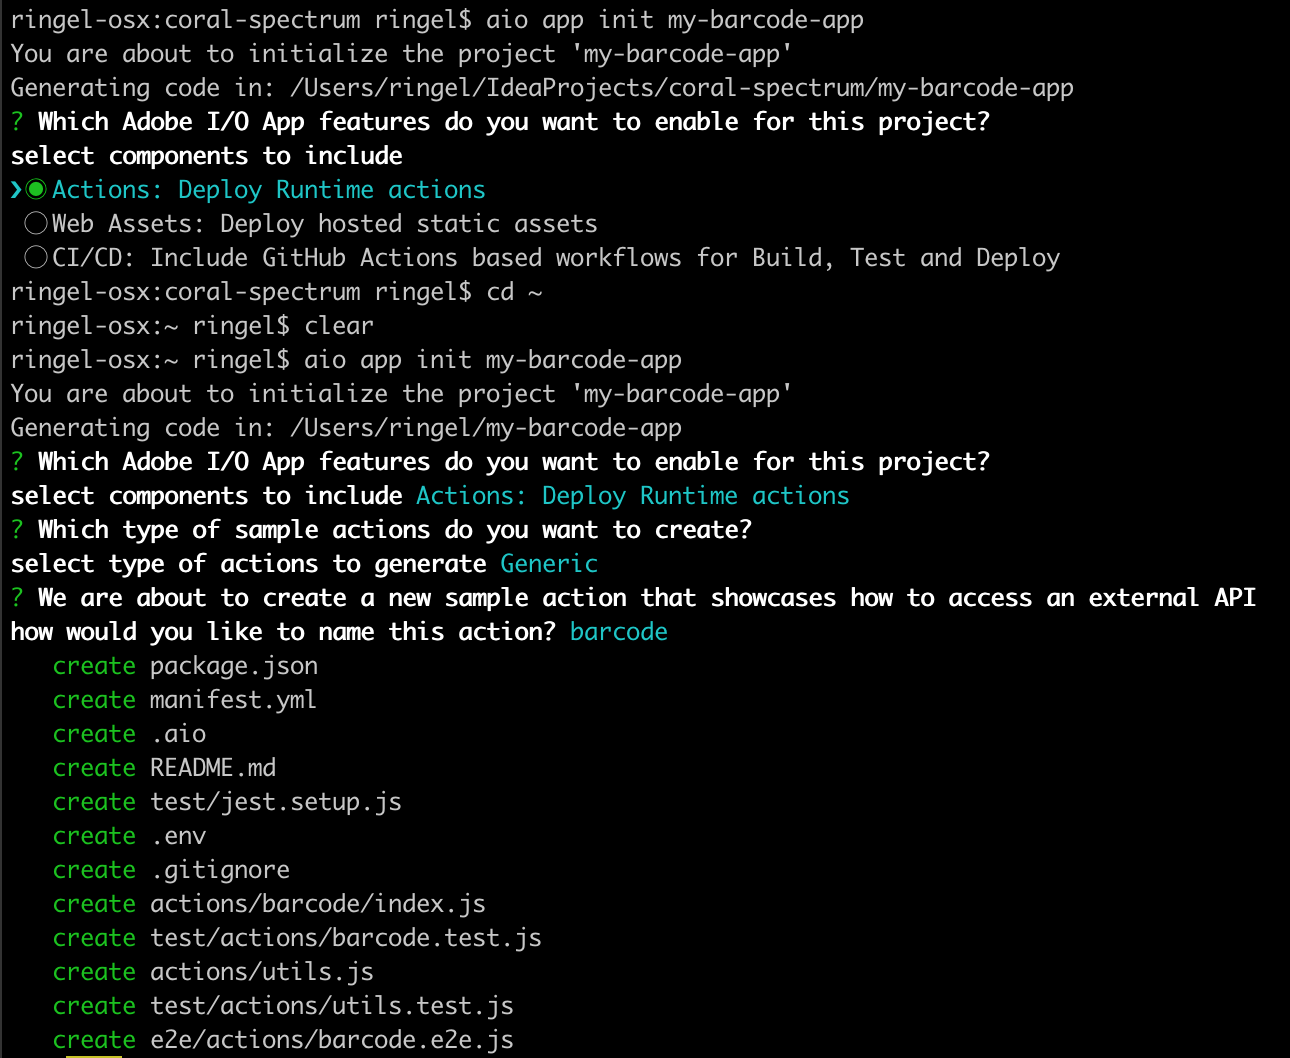 ringel-osx:coral-spectrum ringel$ aio app init my-barcode-app
You are about to initialize the project 'my-barcode-app'
Generating code in: /Users/ringel/IdeaProjects/coral-spectrum/my-barcode-app
? Which Adobe I/O App features do you want to enable for this project?
select components to include
❯◉ Actions: Deploy Runtime actions
◯ Web Assets: Deploy hosted static assets
◯ CI/CD: Include GitHub Actions based workflows for Build, Test and Deploy
ringel-osx:coral-spectrum ringel$ cd ~
ringel-osx:~ ringel$ clear
ringel-osx:~ ringel$ aio app init my-barcode-app
You are about to initialize the project 'my-barcode-app'
Generating code in: /Users/ringel/my-barcode-app
? Which Adobe I/O App features do you want to enable for this project?
select components to include Actions: Deploy Runtime actions
? Which type of sample actions do you want to create?
select type of actions to generate Generic
? We are about to create a new sample action that showcases how to access an external API
how would you like to name this action? barcode
create package.json
create manifest.yml
create .aio
create README.md
create test/jest.setup.js
create .env
create .gitignore
create actions/barcode/index.js
create test/actions/barcode.test.js
create actions/utils.js
create test/actions/utils.test.js
create e2e/actions/barcode.e2e.js